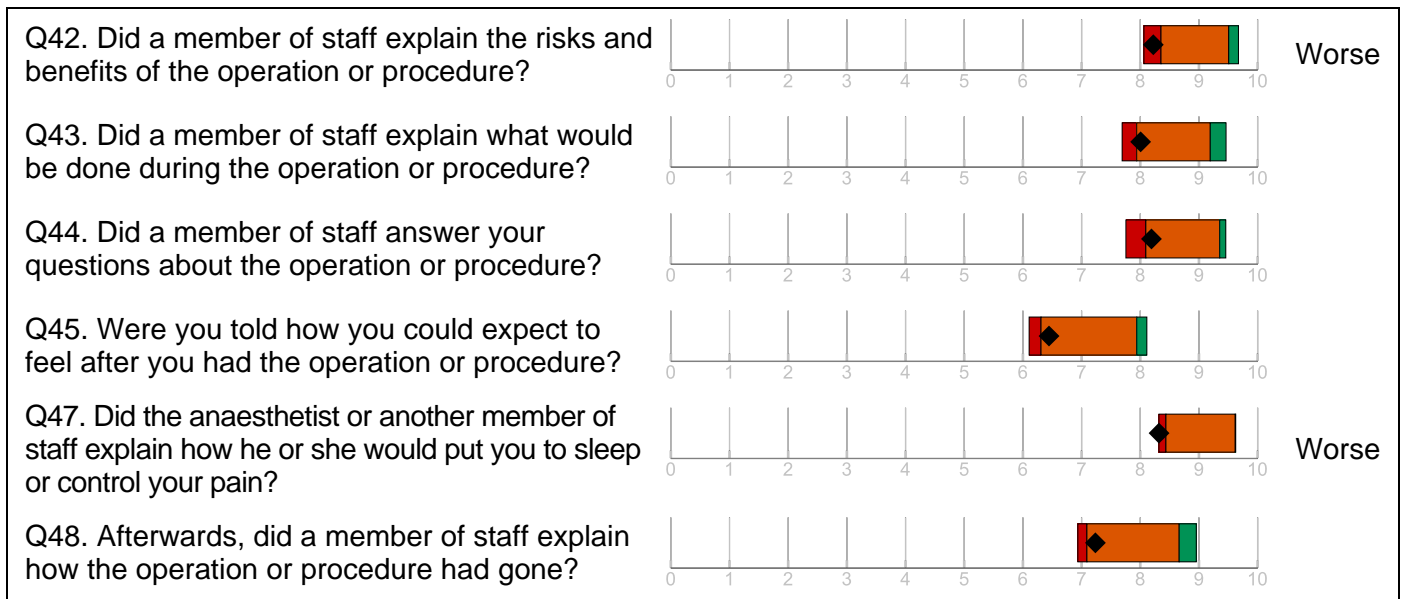 Q42. Did a member of staff explain the risks and
benefits of the operation or procedure?
0 1 2 3 4 5 6 7 8 9 10
Worse
Q43. Did a member of staff explain what would
be done during the operation or procedure?
0 1 2 3 4 5 6 7 8 9 10
Q44. Did a member of staff answer your
questions about the operation or procedure?
0 1 2 3 4 5 6 7 8 9 10
Q45. Were you told how you could expect to
feel after you had the operation or procedure?
0 1 2 3 4 5 6 7 8 9 10
Q47. Did the anaesthetist or another member of
staff explain how he or she would put you to sleep
or control your pain?
0 1 2 3 4 5 6 7 8 9 10
Worse
Q48. Afterwards, did a member of staff explain
how the operation or procedure had gone?
0 1 2 3 4 5 6 7 8 9 10